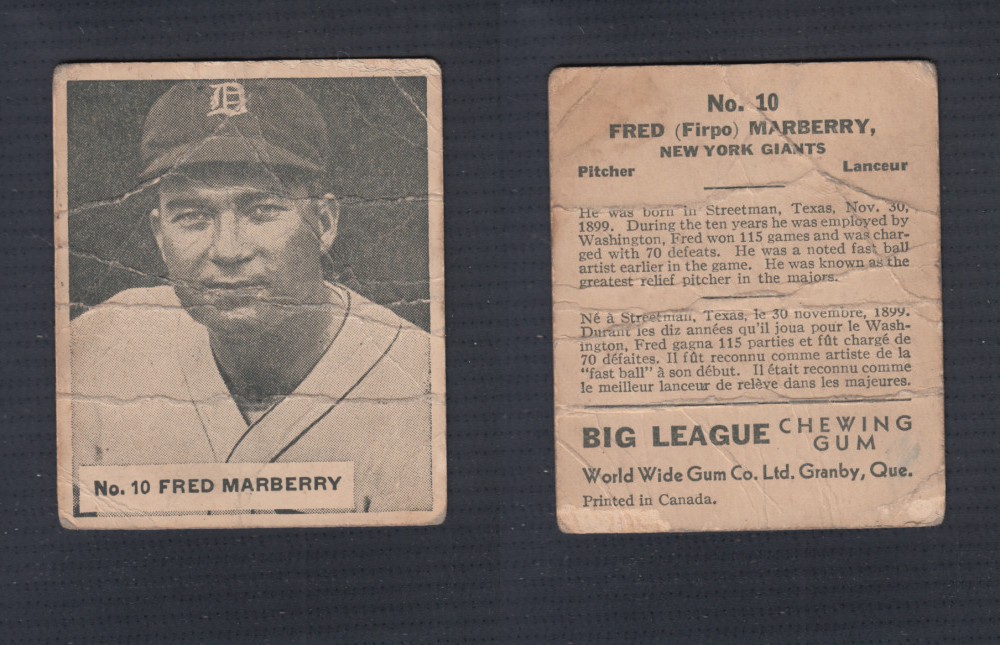 D
No. 10 FRED MARBERRY
No. 10
FRED (Firpo) MARBERRY,
NEW YORK GIANTS
Pitcher Lanceur
He was born in Streetman, Texas, Nov. 30,
1899. During the ten years he was employed by
Washington, Fred won 115 games and was char-
ged with 70 defeats. He was a noted fast ball
artist earlier in the game. He was known as the
greatest relief pitcher in the majors.
Né à Streetman, Texas, le 30 novembre, 1899.
Durant les diz années qu'il joua pour le Wash-
ington, Fred gagna 115 parties et fût chargé de
70 défaites. Il fût reconnu comme artiste de la
"fast ball" à son début. Il était reconnu comme
le meilleur lanceur de relève dans les majeures.
BIG LEAGUE CHEWING GUM
World Wide Gum Co. Ltd. Granby, Que.
Printed in Canada.